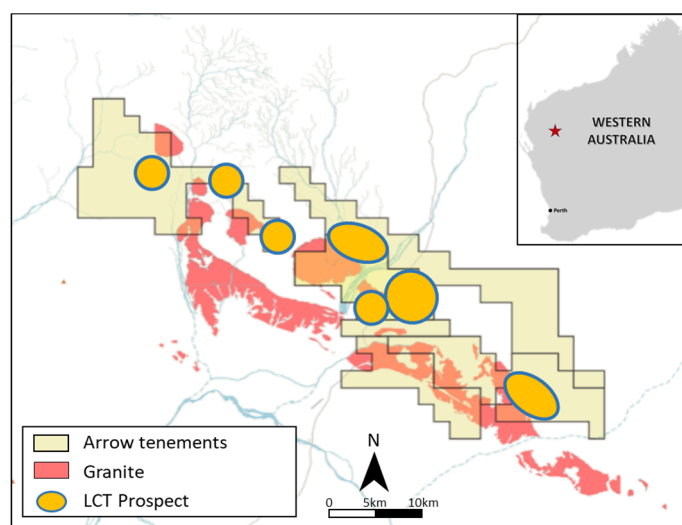 WESTERN
AUSTRALIA
Perth
Arrow tenements
Granite
LCT Prospect
N
0 5km 10km